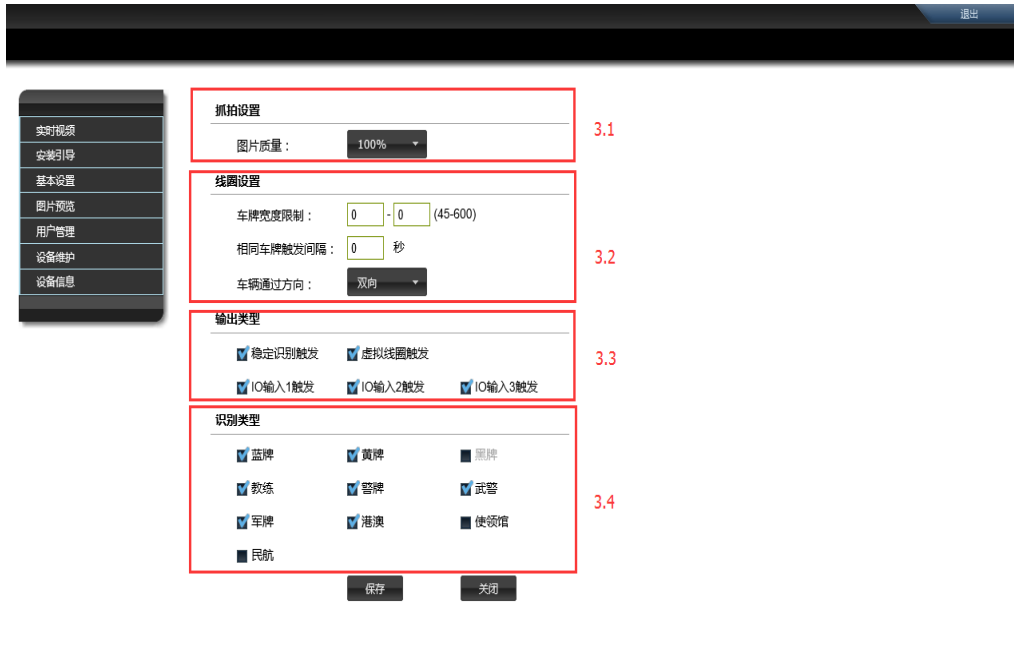 退出
实时视频
安装引导
基本设置
图片预览
用户管理
设备维护
设备信息
抓拍设置
图片质量： 100%
3.1
线圈设置
车牌宽度限制： 0 - 0 (45-600)
相同车牌触发间隔： 0 秒
车辆通过方向： 双向
3.2
输出类型
稳定识别触发 虚拟线圈触发
IO输入1触发 IO输入2触发 IO输入3触发
3.3
识别类型
蓝牌 黄牌 黑牌
教练 警牌 武警
军牌 港澳 使领馆
民航
3.4
保存 关闭